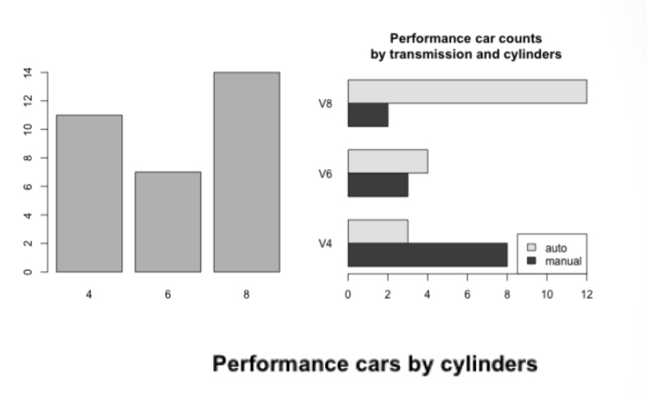 Performance car counts
by transmission and cylinders
14
12
10
8
6
4
2
0
4 6 8
V8
V6
V4
auto
manual
0 2 4 6 8 10 12
Performance cars by cylinders